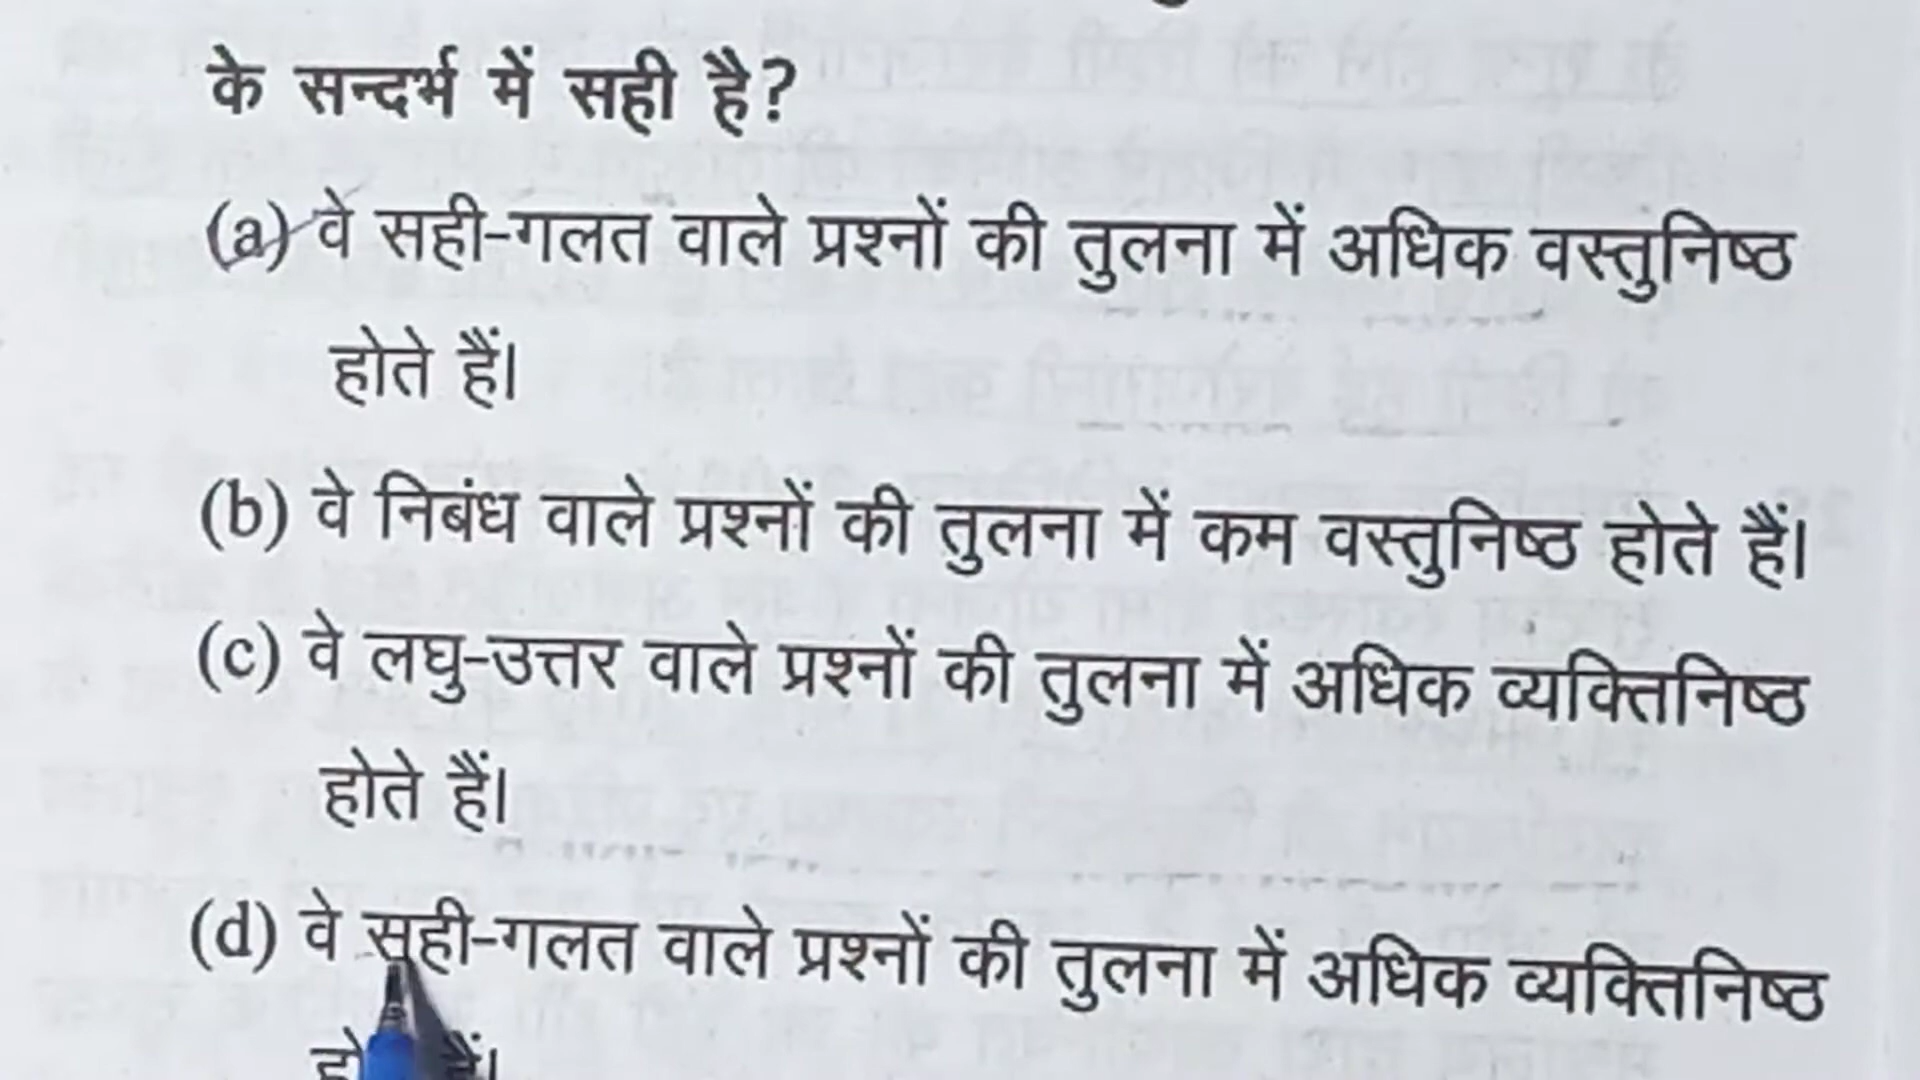 के सन्दर्भ में सही है?
(a) वे सही-गलत वाले प्रश्नों की तुलना में अधिक वस्तुनिष्ठ
होते हैं।
(b) वे निबंध वाले प्रश्नों की तुलना में कम वस्तुनिष्ठ होते हैं।
(c) वे लघु-उत्तर वाले प्रश्नों की तुलना में अधिक व्यक्तिनिष्ठ
होते हैं।
(d) वे सही-गलत वाले प्रश्नों की तुलना में अधिक व्यक्तिनिष्ठ